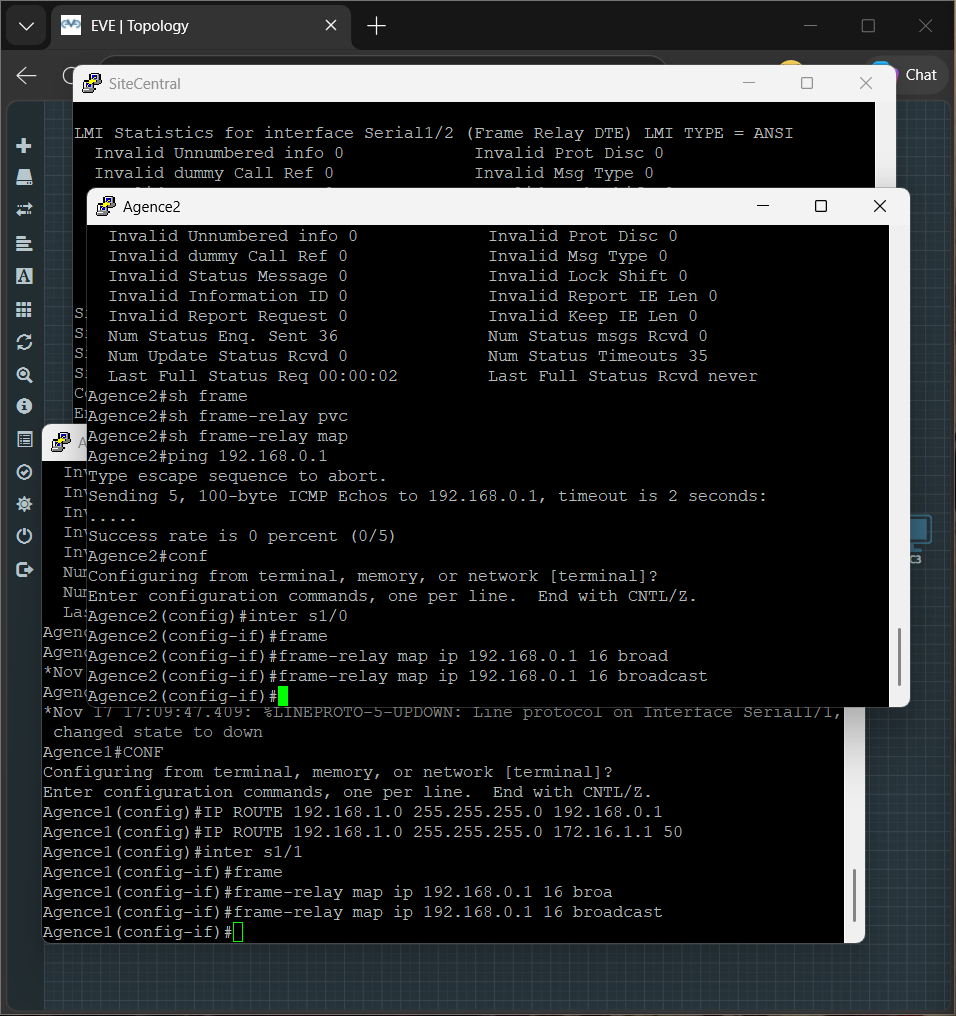 EVE | Topology
Chat
SiteCentral
LMI Statistics for interface Serial1/2 (Frame Relay DTE) LMI TYPE = ANSI
Invalid Unnumbered info 0 Invalid Prot Disc 0
Invalid dummy Call Ref 0 Invalid Msg Type 0
Agence2
Invalid Unnumbered info 0 Invalid Prot Disc 0
Invalid dummy Call Ref 0 Invalid Msg Type 0
Invalid Status Message 0 Invalid Lock Shift 0
Invalid Information ID 0 Invalid Report IE Len 0
Invalid Report Request 0 Invalid Keep IE Len 0
Num Status Enq. Sent 36 Num Status msgs Rcvd 0
Num Update Status Rcvd 0 Num Status Timeouts 35
Last Full Status Req 00:00:02 Last Full Status Rcvd never
Agence2#sh frame
Agence2#sh frame-relay pvc
Agence2#sh frame-relay map
Agence2#ping 192.168.0.1
Type escape sequence to abort.
Sending 5, 100-byte ICMP Echos to 192.168.0.1, timeout is 2 seconds:
.....
Success rate is 0 percent (0/5)
Agence2#conf
Configuring from terminal, memory, or network [terminal]?
Enter configuration commands, one per line.  End with CNTL/Z.
Agence2(config)#inter s1/0
Agence2(config-if)#frame
Agence2(config-if)#frame-relay map ip 192.168.0.1 16 broad
Agence2(config-if)#frame-relay map ip 192.168.0.1 16 broadcast
Agence2(config-if)#
*Nov 17 17:09:47.409: %LINEPROTO-5-UPDOWN: Line protocol on Interface Serial1/1,
changed state to down
Agence1#CONF
Configuring from terminal, memory, or network [terminal]?
Enter configuration commands, one per line.  End with CNTL/Z.
Agence1(config)#IP ROUTE 192.168.1.0 255.255.255.0 192.168.0.1
Agence1(config)#IP ROUTE 192.168.1.0 255.255.255.0 172.16.1.1 50
Agence1(config)#inter s1/1
Agence1(config-if)#frame
Agence1(config-if)#frame-relay map ip 192.168.0.1 16 broa
Agence1(config-if)#frame-relay map ip 192.168.0.1 16 broadcast
Agence1(config-if)#